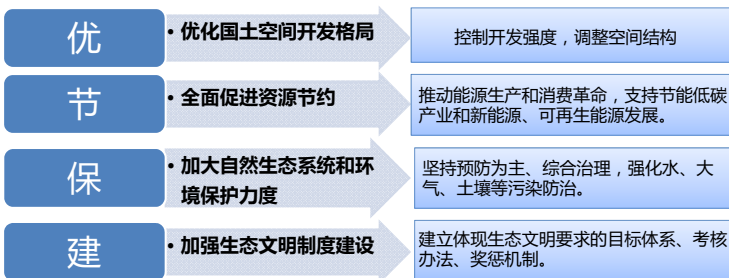 优
• 优化国土空间开发格局
控制开发强度，调整空间结构
节
• 全面促进资源节约
推动能源生产和消费革命，支持节能低碳
产业和新能源、可再生能源发展。
保
• 加大自然生态系统和环
境保护力度
坚持预防为主、综合治理，强化水、大
气、土壤等污染防治。
建
• 加强生态文明制度建设
建立体现生态文明要求的目标体系、考核
办法、奖惩机制。